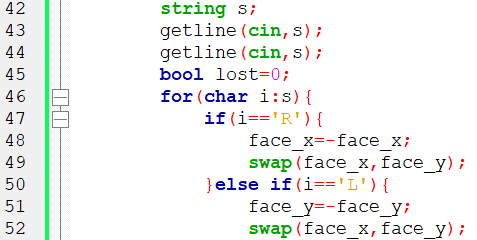 42 string s;
43 getline(cin,s);
44 getline(cin,s);
45 bool lost=0;
46 for(char i:s){
47 if(i=='R'){
48 face_x=-face_x;
49 swap(face_x,face_y);
50 }else if(i=='L'){
51 face_y=-face_y;
52 swap(face_x,face_y);